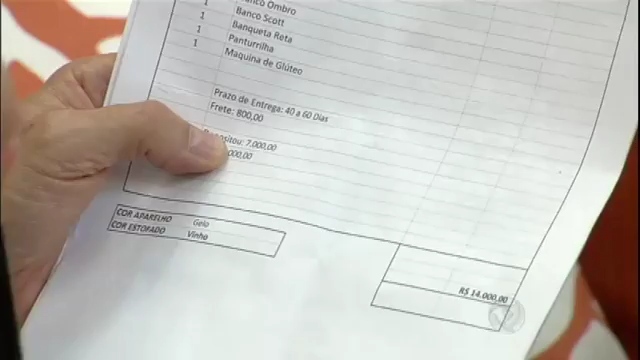 Banco Ombro
1 Banco Scott
1 Banqueta Reta
1 Panturrilha
1 Maquina de Glúteo
Prazo de Entrega: 40 a 60 Dias
Frete: 800,00
Depositou: 7.000,00
COR APARELHO Gelo
COR ESTOFADO Vinho
R$ 14.000,00